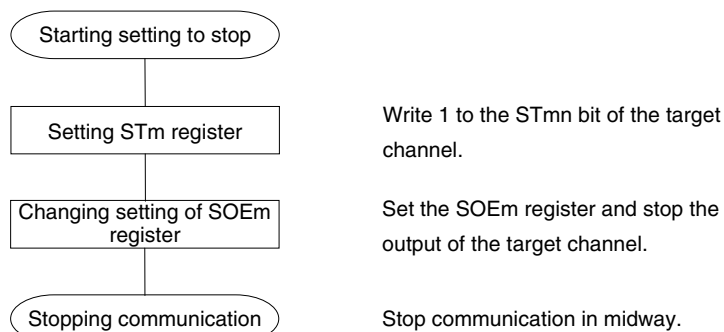 Starting setting to stop
Setting STm register
Write 1 to the STmn bit of the target
channel.
Changing setting of SOEm
register
Set the SOEm register and stop the
output of the target channel.
Stopping communication
Stop communication in midway.